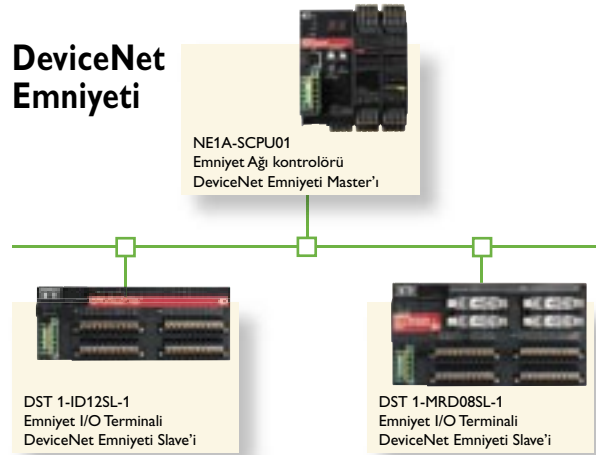 DeviceNet
Emniyeti
NE1A-SCPU01
Emniyet Ağı kontrolörü
DeviceNet Emniyeti Master'ı
DST 1-ID12SL-1
Emniyet I/O Terminali
DeviceNet Emniyeti Slave'i
DST 1-MRD08SL-1
Emniyet I/O Terminali
DeviceNet Emniyeti Slave'i